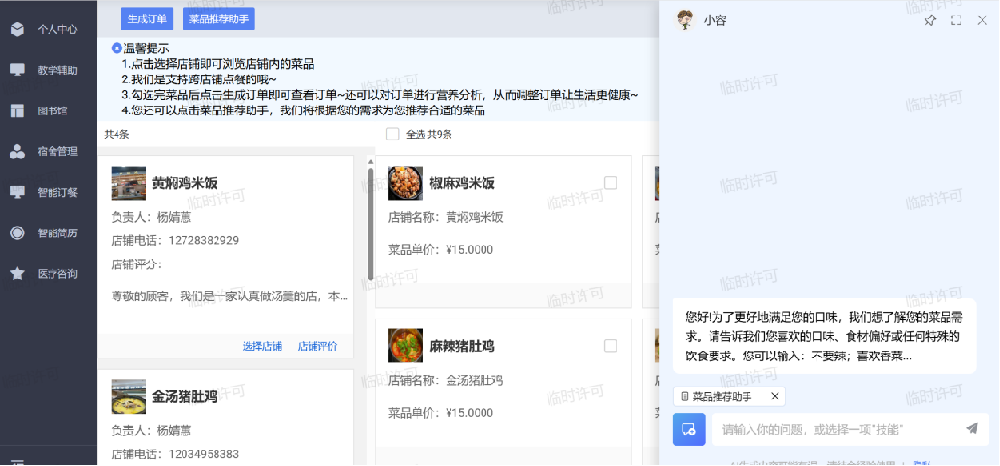 个人中心
教学辅助
图书馆
宿舍管理
智能订餐
智能简历
医疗咨询
生成订单
菜品推荐助手
温馨提示
1.点击选择店铺即可浏览店铺内的菜品
2.我们是支持跨店铺点餐的哦~
3.勾选完菜品后点击生成订单即可查看订单~还可以对订单进行营养分析，从而调整订单让生活更健康~
4.您还可以点击菜品推荐助手，我们将根据您的需求为您推荐合适的菜品
共4条
黄焖鸡米饭
负责人：杨婧蒽
店铺电话：12728382929
店铺评分：
尊敬的顾客，我们是一家认真做汤羹的店，本...
选择店铺
店铺评价
金汤猪肚鸡
负责人：杨婧蒽
店铺电话：12034958383
全选 共9条
椒麻鸡米饭
店铺名称：黄焖鸡米饭
菜品单价：¥15.0000
麻辣猪肚鸡
店铺名称：金汤猪肚鸡
菜品单价：¥15.0000
小容
您好!为了更好地满足您的口味，我们想了解您的菜品需
求。请告诉我们您喜欢的口味、食材偏好或任何特殊的
饮食要求。您可以输入：不要辣；喜欢香菜...
菜品推荐助手
请输入你的问题，或选择一项"技能"
临时许可